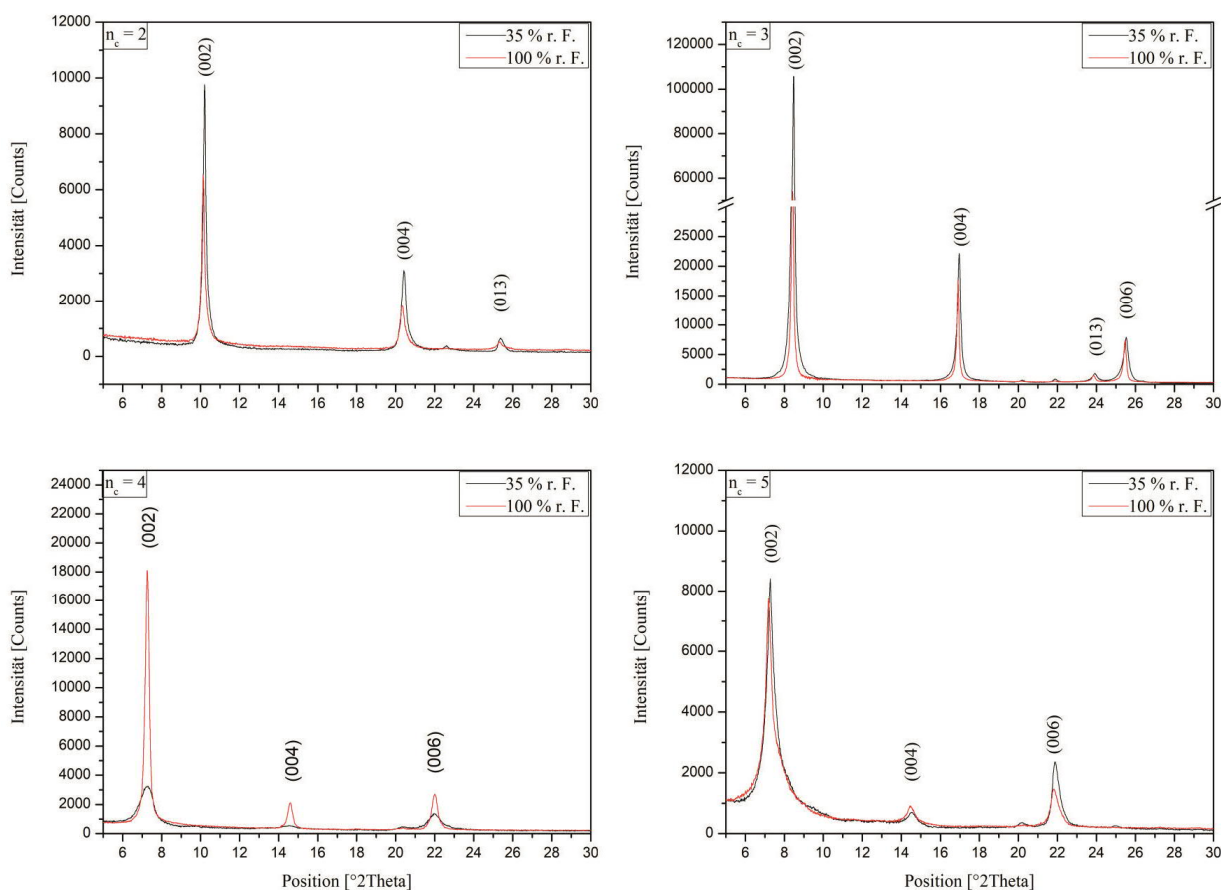 n_c = 2
35 % r. F.
100 % r. F.
Intensität [Counts]
12000
10000
8000
6000
4000
2000
0
(002)
(004)
(013)
6 8 10 12 14 16 18 20 22 24 26 28 30
n_c = 3
35 % r. F.
100 % r. F.
Intensität [Counts]
120000
100000
80000
60000
25000
20000
15000
10000
5000
0
(002)
(004)
(013)
(006)
6 8 10 12 14 16 18 20 22 24 26 28 30
n_c = 4
35 % r. F.
100 % r. F.
Intensität [Counts]
24000
22000
20000
18000
16000
14000
12000
10000
8000
6000
4000
2000
0
(002)
(004)
(006)
6 8 10 12 14 16 18 20 22 24 26 28 30
Position [°2Theta]
n_c = 5
35 % r. F.
100 % r. F.
Intensität [Counts]
12000
10000
8000
6000
4000
2000
0
(002)
(004)
(006)
6 8 10 12 14 16 18 20 22 24 26 28 30
Position [°2Theta]